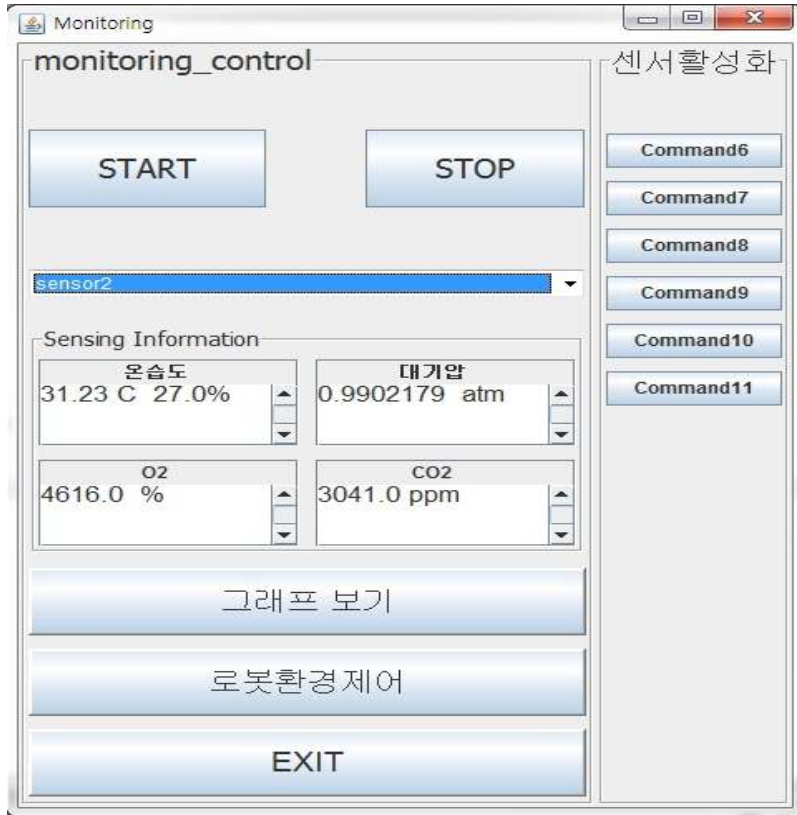 Monitoring
monitoring_control
START
STOP
sensor2
Sensing Information
온습도
31.23 C 27.0%
대기압
0.9902179 atm
O2
4616.0 %
CO2
3041.0 ppm
그래프 보기
로봇환경제어
EXIT
센서활성화
Command6
Command7
Command8
Command9
Command10
Command11